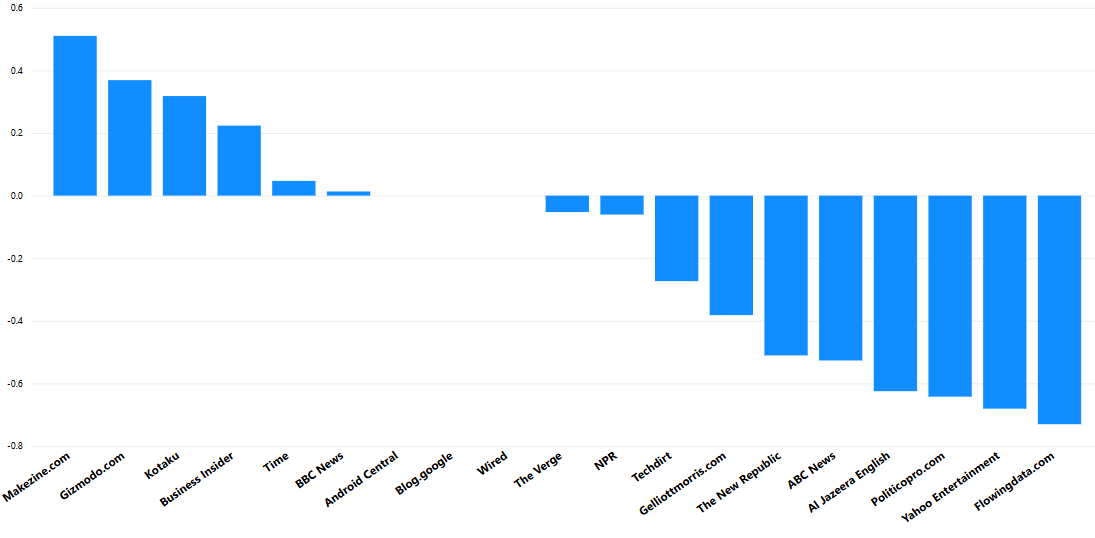 0.6
0.4
0.2
0.0
-0.2
-0.4
-0.6
-0.8
Makezine.com
Gizmodo.com
Kotaku
Business Insider
Time
BBC News
Android Central
Blog.google
Wired
The Verge
NPR
Techdirt
Gelliottmorris.com
The New Republic
ABC News
Al Jazeera English
Politicopro.com
Yahoo Entertainment
Flowingdata.com